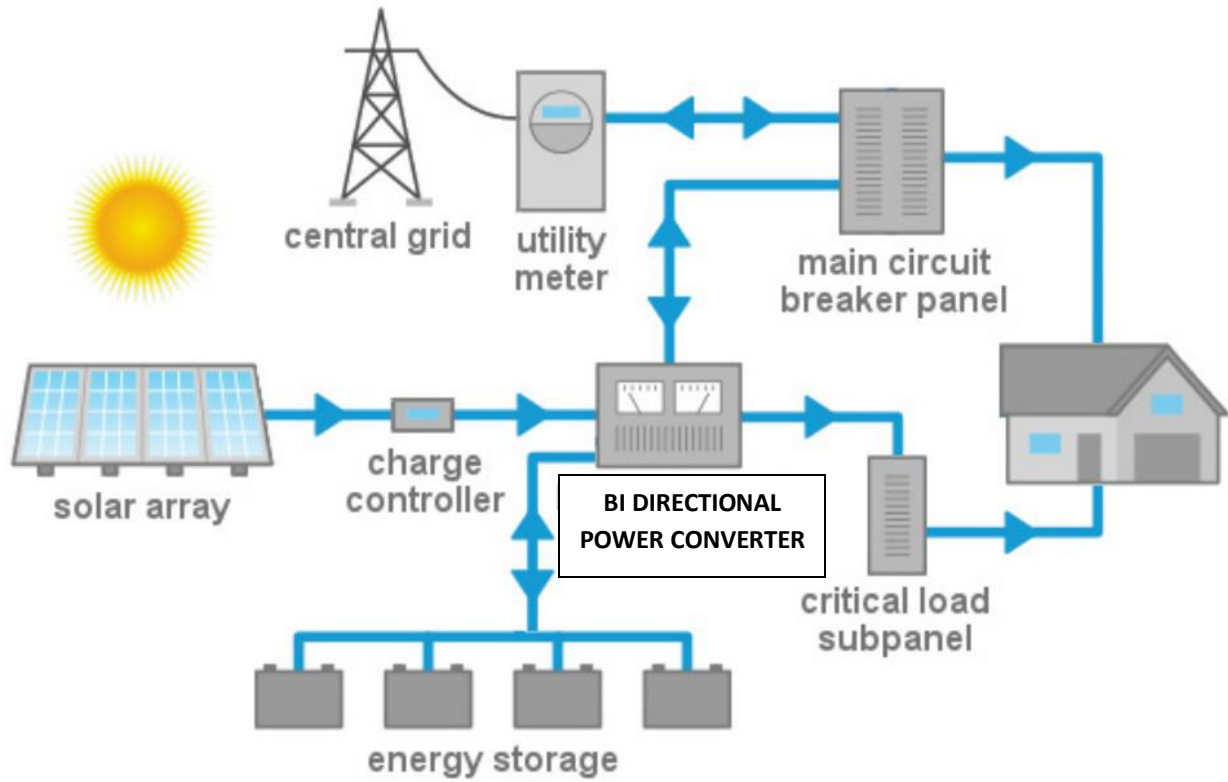 central grid
utility
meter
main circuit
breaker panel
solar array
charge
controller
BI DIRECTIONAL
POWER CONVERTER
critical load
subpanel
energy storage